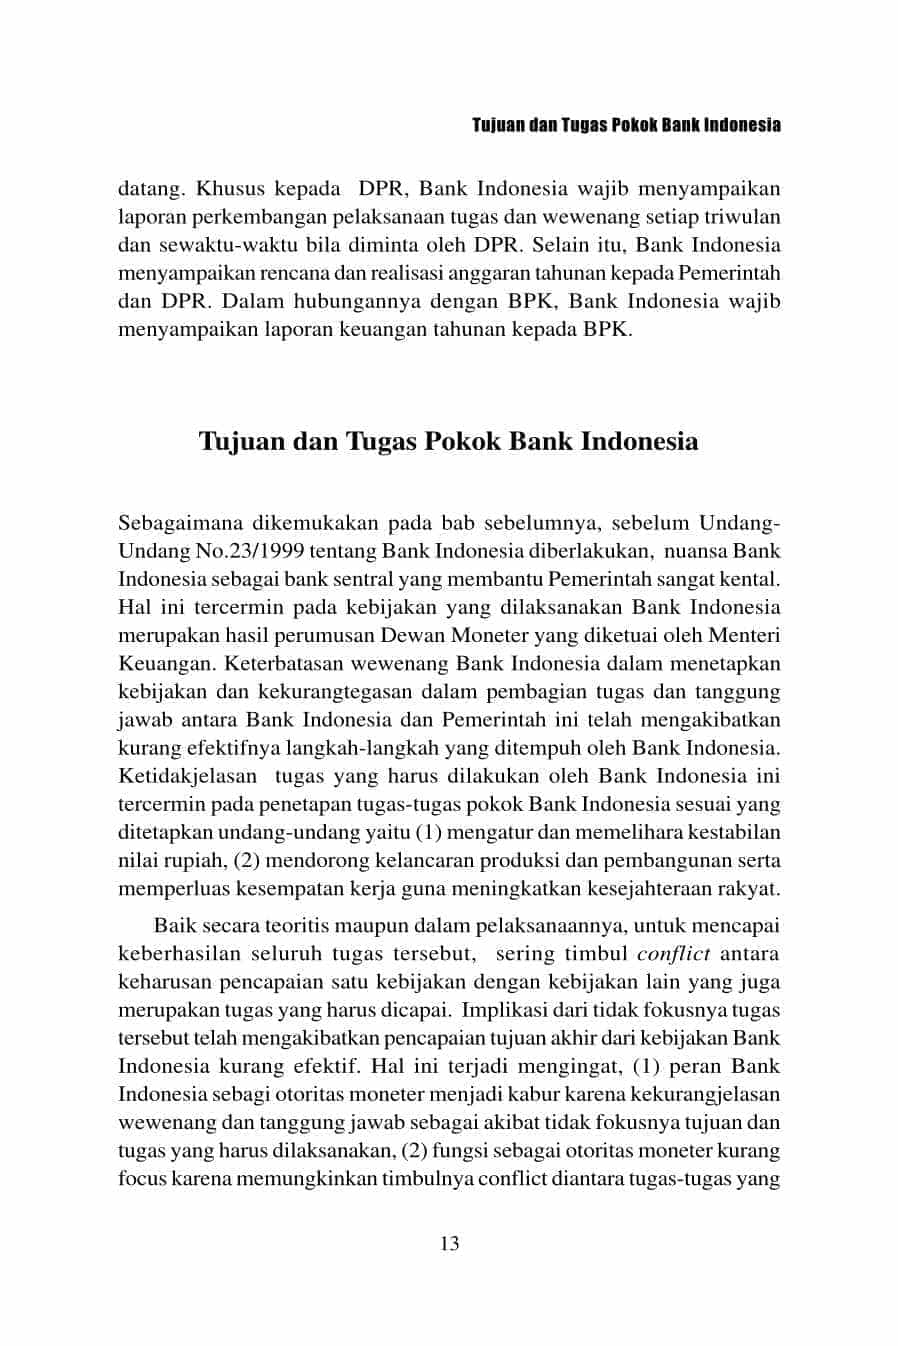 Tujuan dan Tugas Pokok Bank Indonesia
datang. Khusus kepada DPR, Bank Indonesia wajib menyampaikan
laporan perkembangan pelaksanaan tugas dan wewenang setiap triwulan
dan sewaktu-waktu bila diminta oleh DPR. Selain itu, Bank Indonesia
menyampaikan rencana dan realisasi anggaran tahunan kepada Pemerintah
dan DPR. Dalam hubungannya dengan BPK, Bank Indonesia wajib
menyampaikan laporan keuangan tahunan kepada BPK.
Tujuan dan Tugas Pokok Bank Indonesia
Sebagaimana dikemukakan pada bab sebelumnya, sebelum Undang-
Undang No.23/1999 tentang Bank Indonesia diberlakukan, nuansa Bank
Indonesia sebagai bank sentral yang membantu Pemerintah sangat kental.
Hal ini tercermin pada kebijakan yang dilaksanakan Bank Indonesia
merupakan hasil perumusan Dewan Moneter yang diketuai oleh Menteri
Keuangan. Keterbatasan wewenang Bank Indonesia dalam menetapkan
kebijakan dan kekurangtegasan dalam pembagian tugas dan tanggung
jawab antara Bank Indonesia dan Pemerintah ini telah mengakibatkan
kurang efektifnya langkah-langkah yang ditempuh oleh Bank Indonesia.
Ketidakjelasan tugas yang harus dilakukan oleh Bank Indonesia ini
tercermin pada penetapan tugas-tugas pokok Bank Indonesia sesuai yang
ditetapkan undang-undang yaitu (1) mengatur dan memelihara kestabilan
nilai rupiah, (2) mendorong kelancaran produksi dan pembangunan serta
memperluas kesempatan kerja guna meningkatkan kesejahteraan rakyat.
Baik secara teoritis maupun dalam pelaksanaannya, untuk mencapai
keberhasilan seluruh tugas tersebut, sering timbul conflict antara
keharusan pencapaian satu kebijakan dengan kebijakan lain yang juga
merupakan tugas yang harus dicapai. Implikasi dari tidak fokusnya tugas
tersebut telah mengakibatkan pencapaian tujuan akhir dari kebijakan Bank
Indonesia kurang efektif. Hal ini terjadi mengingat, (1) peran Bank
Indonesia sebagi otoritas moneter menjadi kabur karena kekurangjelasan
wewenang dan tanggung jawab sebagai akibat tidak fokusnya tujuan dan
tugas yang harus dilaksanakan, (2) fungsi sebagai otoritas moneter kurang
focus karena memungkinkan timbulnya conflict diantara tugas-tugas yang
13